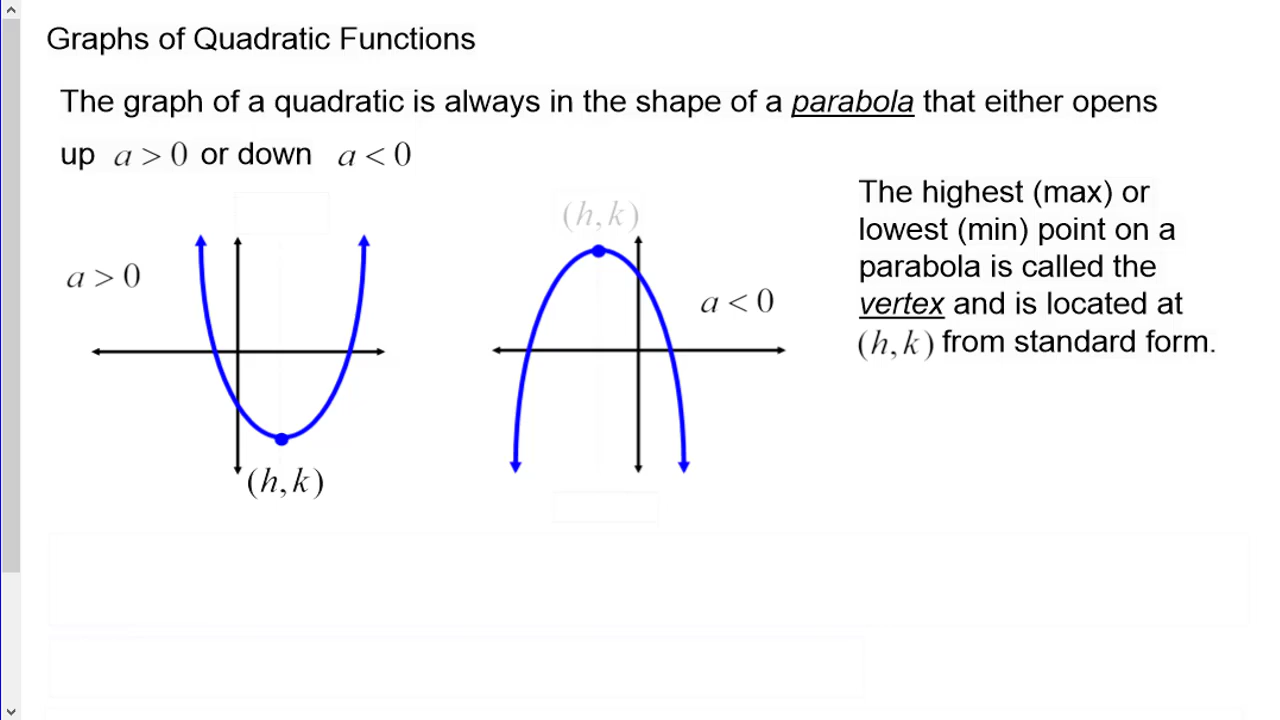 Graphs of Quadratic Functions
The graph of a quadratic is always in the shape of a parabola that either opens
up a > 0 or down a < 0
a > 0
(h, k)
(h, k)
a < 0
The highest (max) or
lowest (min) point on a
parabola is called the
vertex and is located at
(h, k) from standard form.